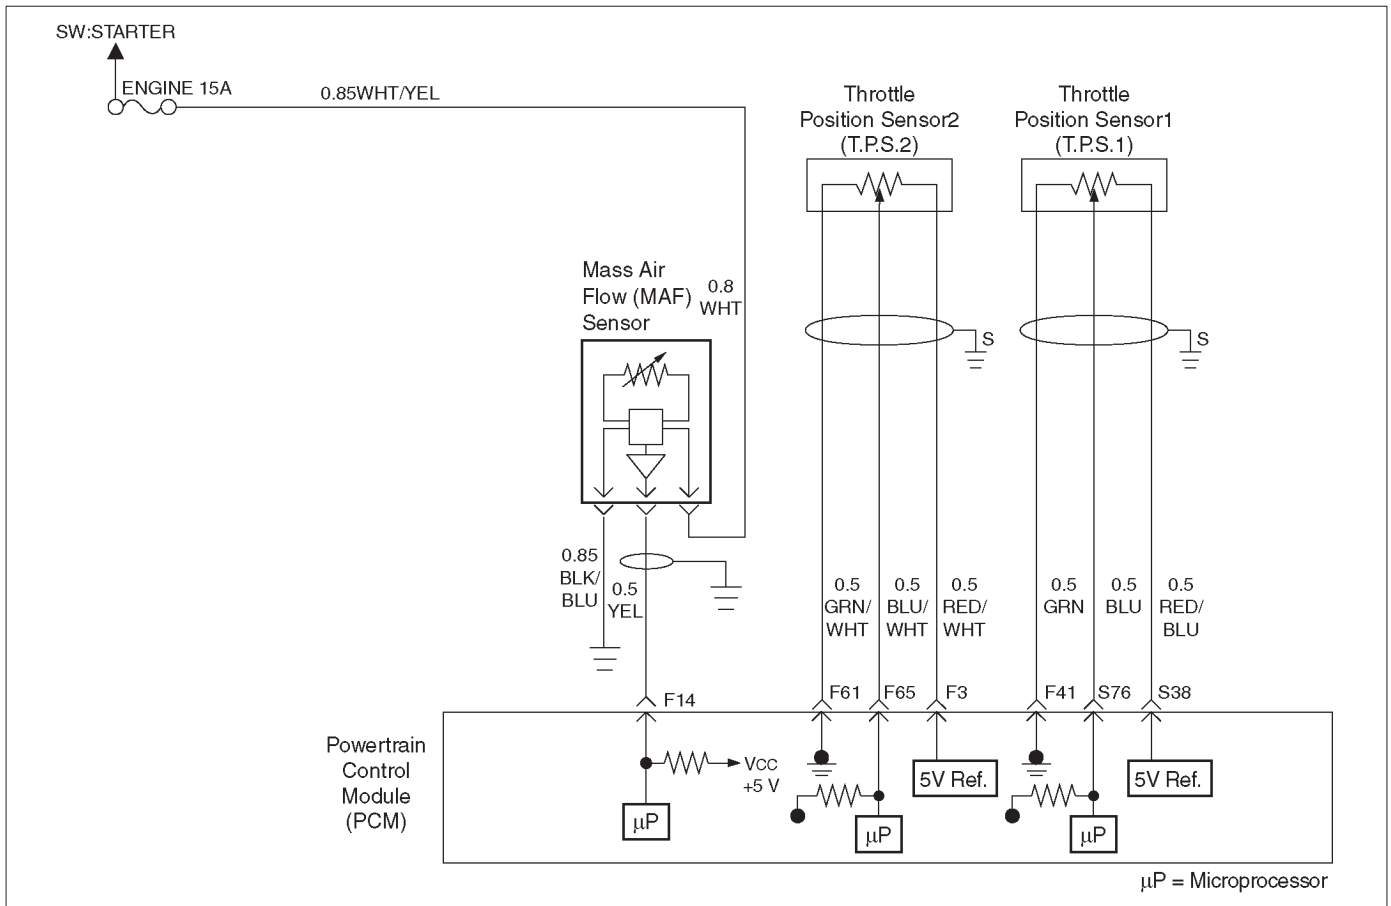 SW:STARTER
ENGINE 15A
0.85WHT/YEL
Throttle
Position Sensor2
(T.P.S.2)
Throttle
Position Sensor1
(T.P.S.1)
Mass Air
Flow (MAF)
Sensor
0.8
WHT
S
S
0.85
BLK/
BLU
0.5
YEL
0.5
GRN/
WHT
0.5
BLU/
WHT
0.5
RED/
WHT
0.5
GRN
0.5
BLU
0.5
RED/
BLU
F14
F61
F65
F3
F41
S76
S38
Powertrain
Control
Module
(PCM)
VCC
+5 V
µP
µP
5V Ref.
µP
5V Ref.
µP = Microprocessor